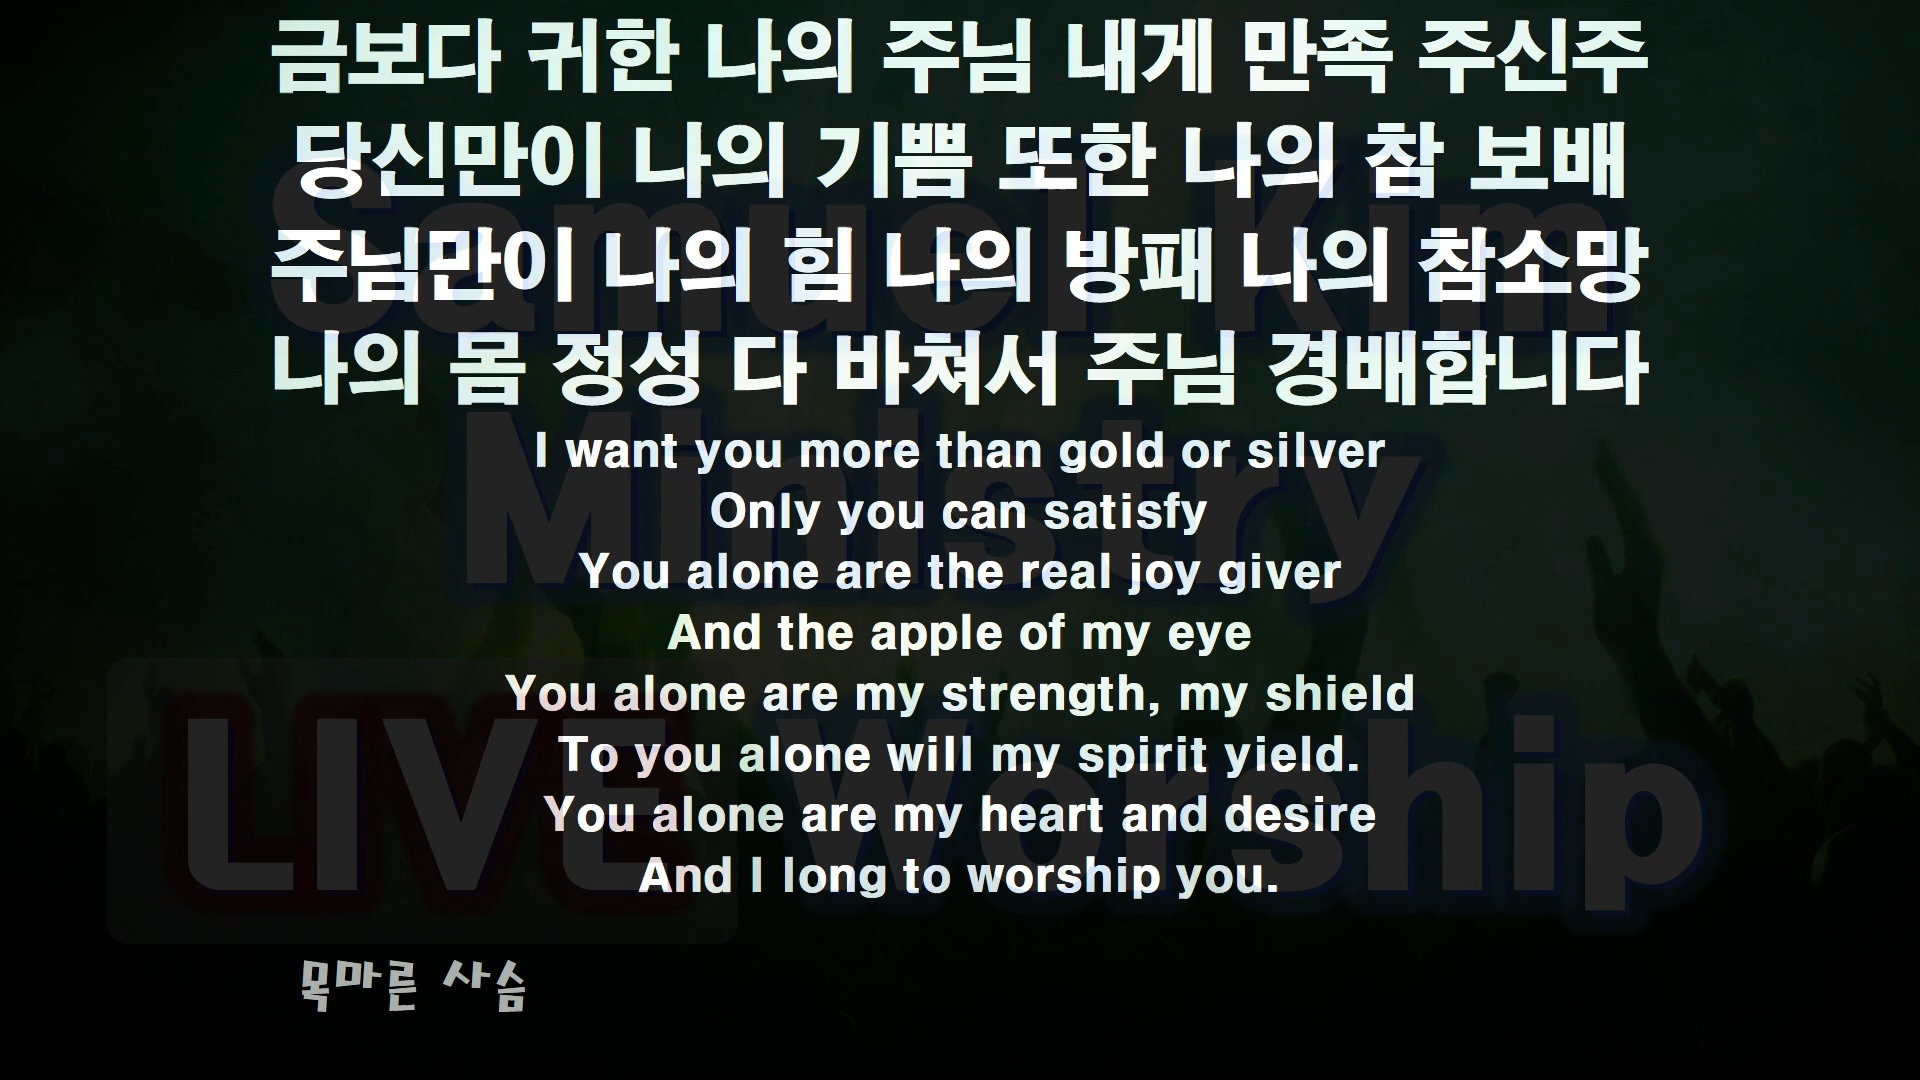 금보다 귀한 나의 주님 내게 만족 주신주
당신만이 나의 기쁨 또한 나의 참 보배
주님만이 나의 힘 나의 방패 나의 참소망
나의 몸 정성 다 바쳐서 주님 경배합니다
I want you more than gold or silver
Only you can satisfy
You alone are the real joy giver
And the apple of my eye
You alone are my strength, my shield
To you alone will my spirit yield.
You alone are my heart and desire
And I long to worship you.
Samuel Kim
Ministry
LIVE Worship
목마른 사슴